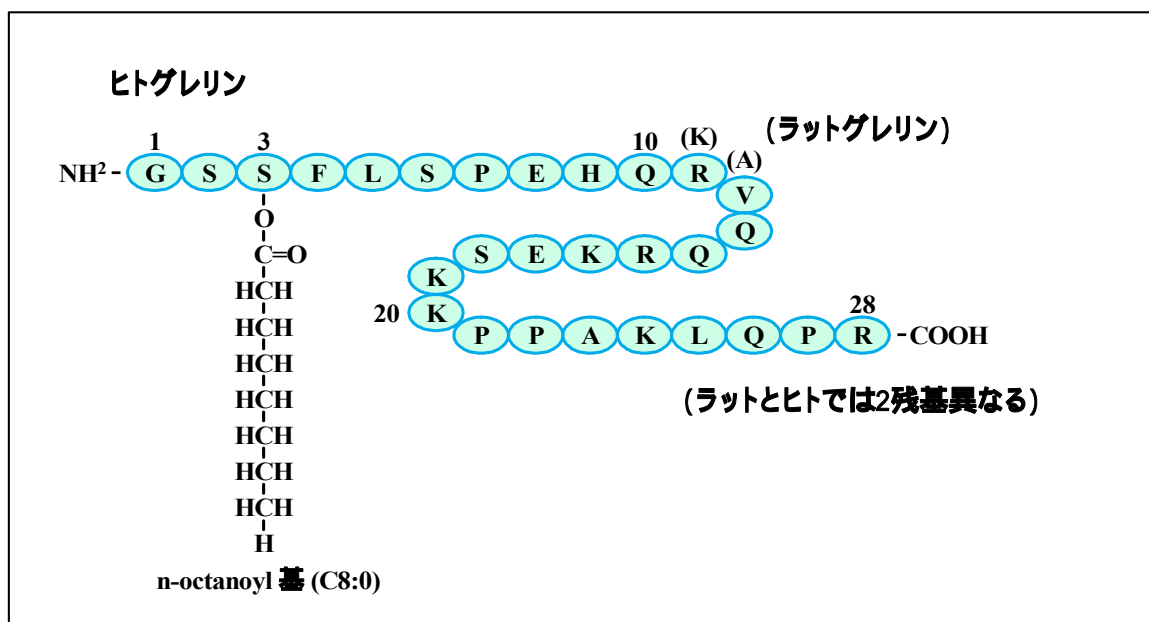 ヒトグレリン
(ラットグレリン)
1 3 10 (K) (A)
NH²-G S S F L S P E H Q R V
Q
S E K R Q
K
20 K
28
P P A K L Q P R -COOH
O
C=O
HCH
HCH
HCH
HCH
HCH
HCH
HCH
H
n-octanoyl 基 (C8:0)
(ラットとヒトでは2残基異なる)